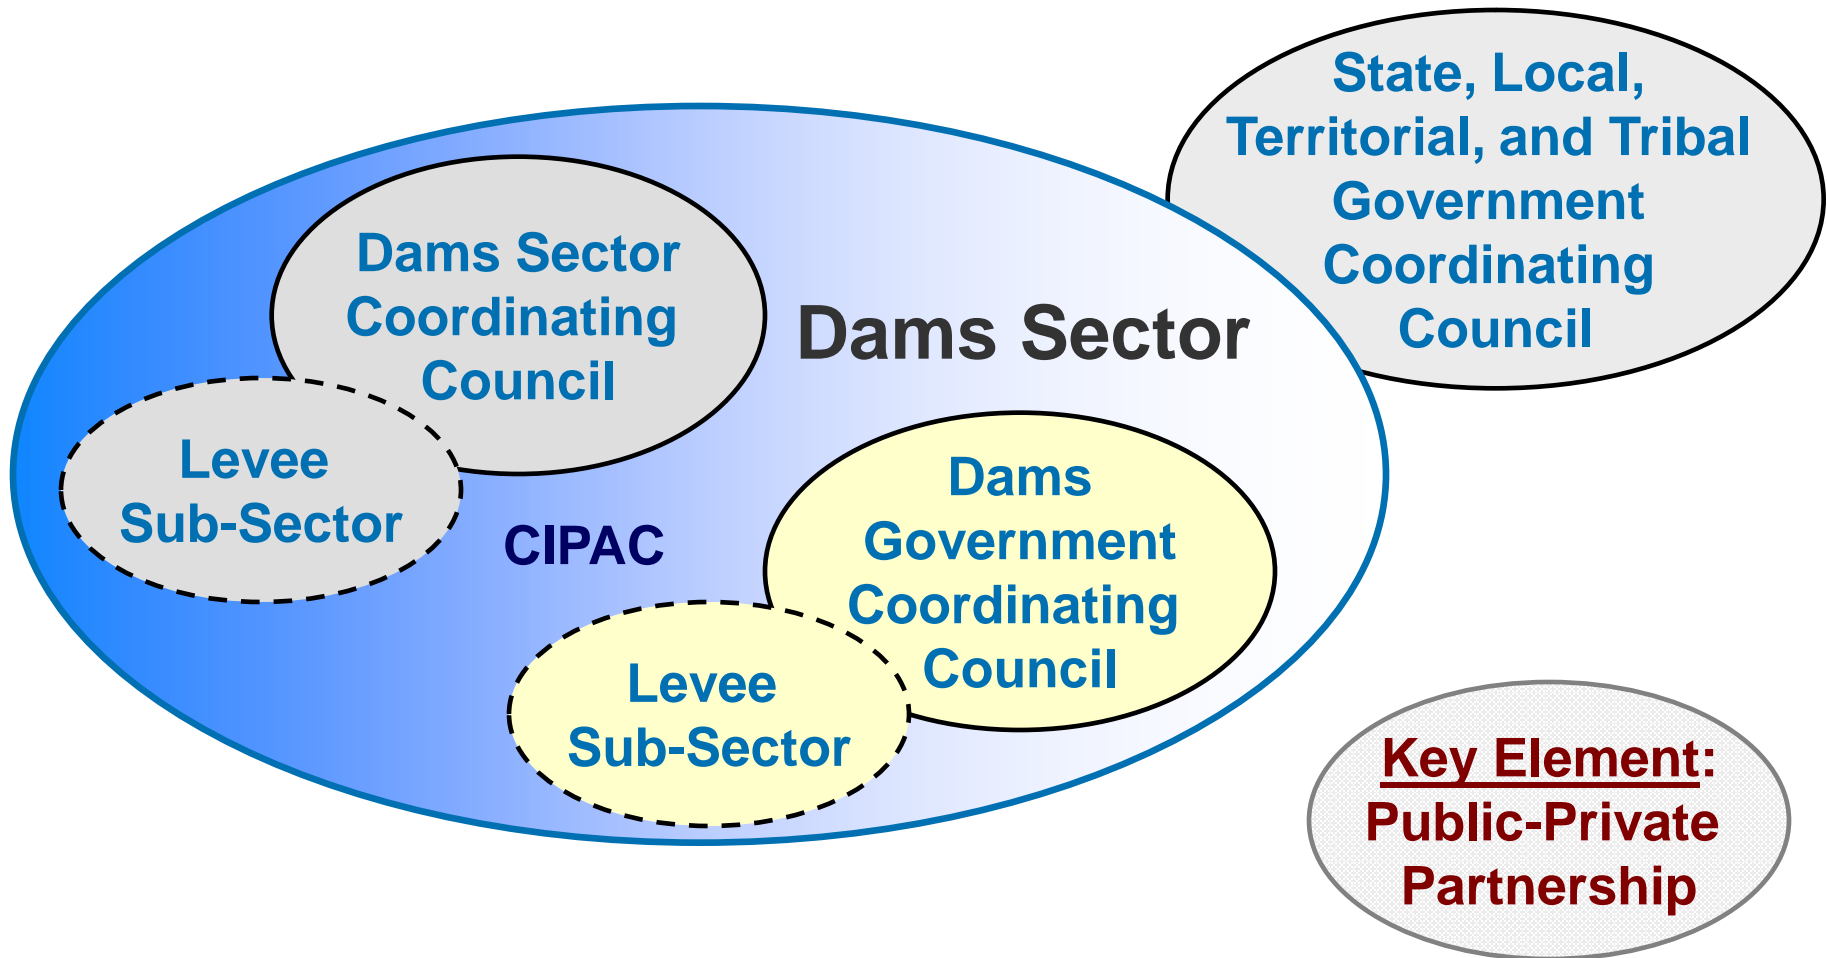 State, Local,
Territorial, and Tribal
Government
Coordinating
Council
Dams Sector
Coordinating
Council
Dams Sector
Levee
Sub-Sector
CIPAC
Dams
Government
Coordinating
Council
Levee
Sub-Sector
Key Element:
Public-Private
Partnership